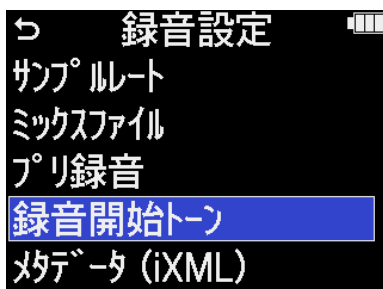 録音設定
サンプルレート
ミックスファイル
プリ録音
録音開始トーン
メタデータ (iXML)